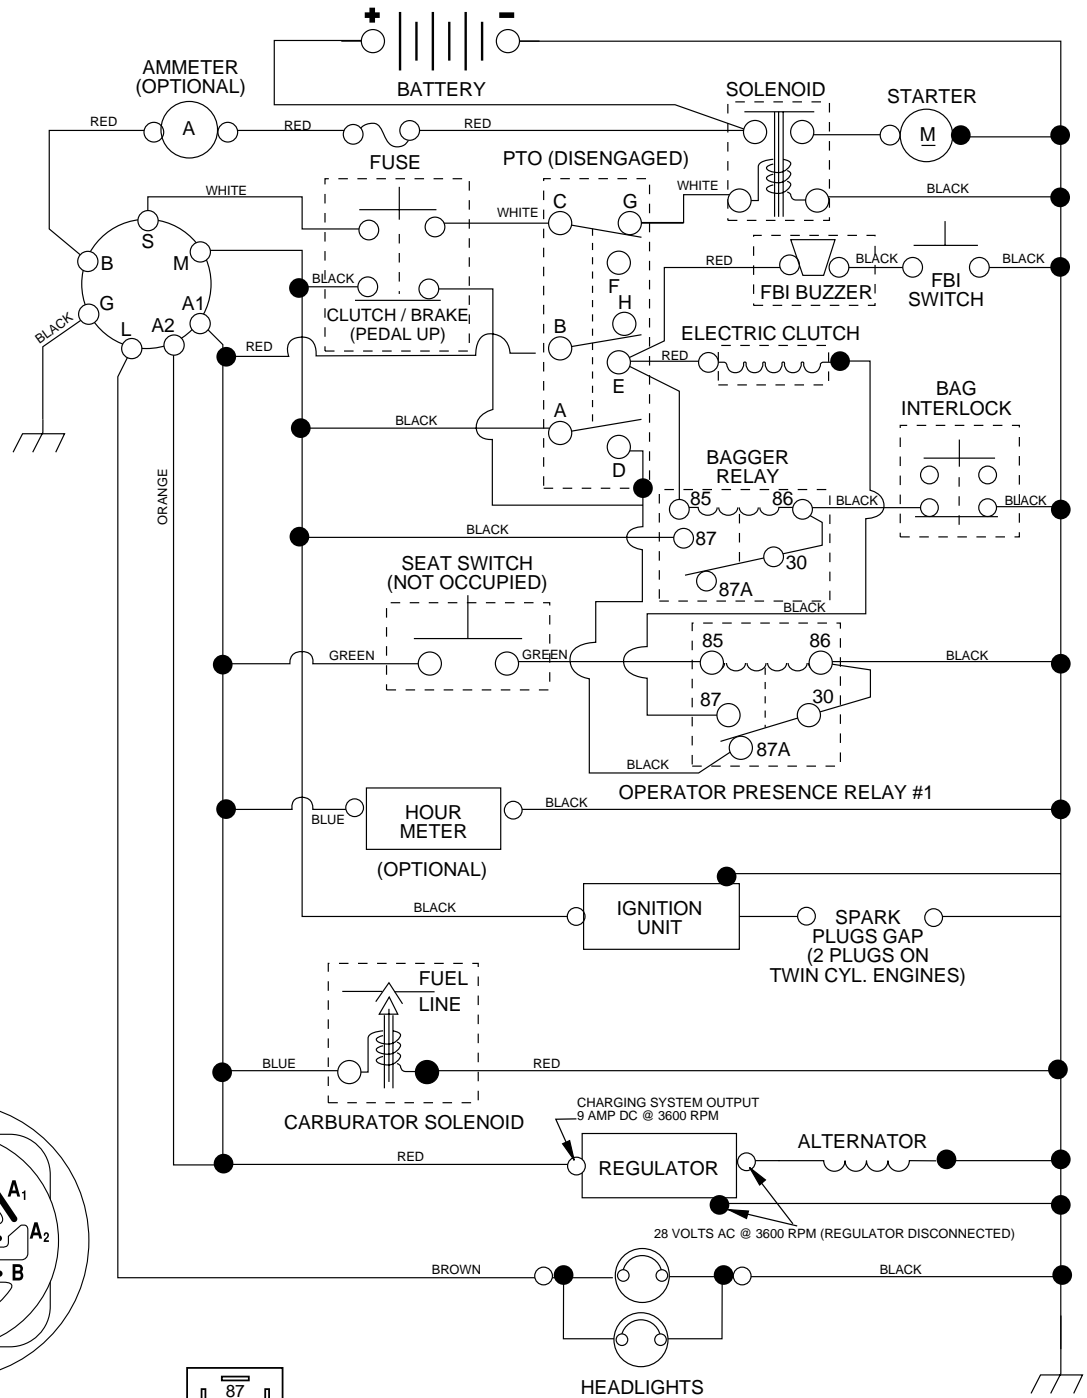 + -
BATTERY
AMMETER
(OPTIONAL)
A
RED
RED
RED
FUSE
SOLENOID
STARTER
M
PTO (DISENGAGED)
WHITE
WHITE
WHITE
BLACK
C
G
F
H
B
E
A
D
S
B
M
G
A1
L
A2
BLACK
BLACK
CLUTCH / BRAKE
(PEDAL UP)
RED
RED
FBI BUZZER
BLACK
FBI
SWITCH
BLACK
ELECTRIC CLUTCH
RED
BAG
INTERLOCK
BLACK
ORANGE
BAGGER
RELAY
85
86
87
30
87A
BLACK
BLACK
BLACK
BLACK
SEAT SWITCH
(NOT OCCUPIED)
GREEN
GREEN
85
86
87
30
87A
BLACK
BLACK
OPERATOR PRESENCE RELAY #1
BLUE
HOUR
METER
(OPTIONAL)
BLACK
BLACK
IGNITION
UNIT
SPARK
PLUGS GAP
(2 PLUGS ON
TWIN CYL. ENGINES)
FUEL
LINE
BLUE
RED
CARBURATOR SOLENOID
CHARGING SYSTEM OUTPUT
9 AMP DC @ 3600 RPM
RED
REGULATOR
ALTERNATOR
28 VOLTS AC @ 3600 RPM (REGULATOR DISCONNECTED)
BROWN
BLACK
HEADLIGHTS
A1
A2
B
87